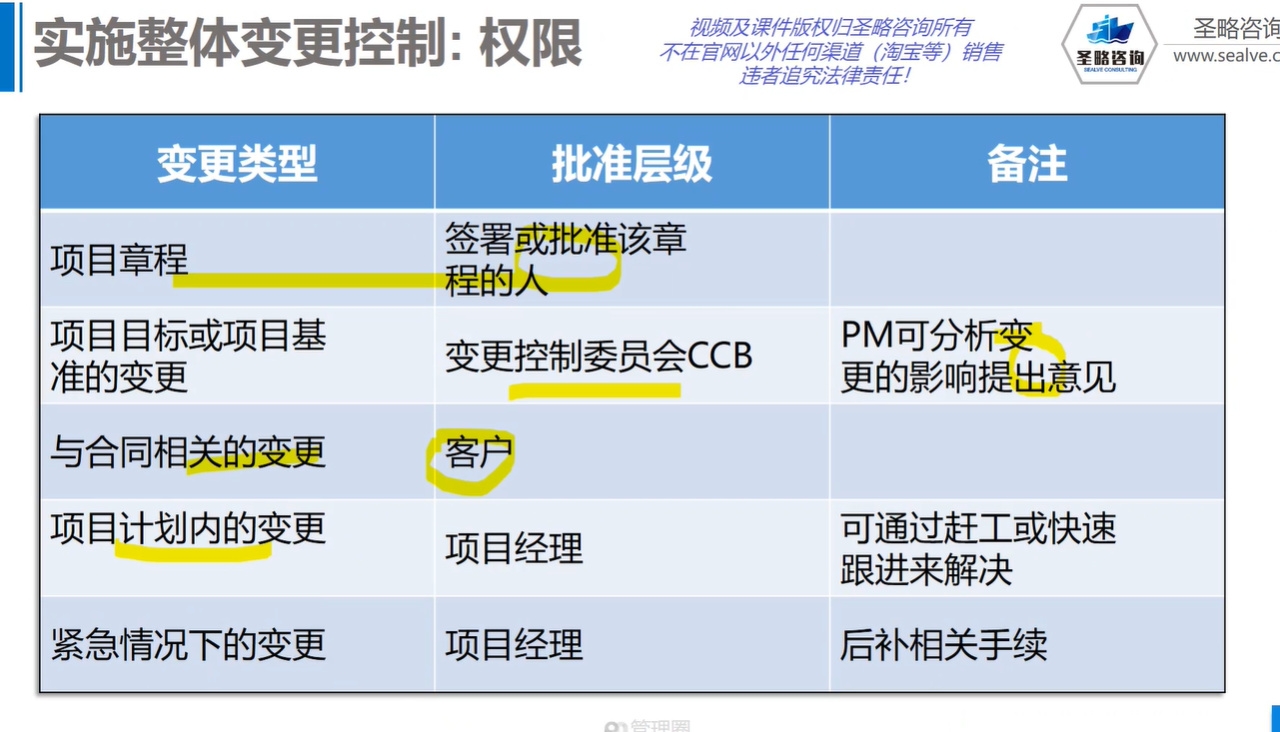 实施整体变更控制: 权限
视频及课件版权归圣略咨询所有
不在官网以外任何渠道（淘宝等）销售
违者追究法律责任！
圣略咨询
SEALVE CONSULTING
圣略咨询
www.sealve.c
变更类型
批准层级
备注
项目章程
签署或批准该章
程的人
项目目标或项目基
准的变更
变更控制委员会CCB
PM可分析变
更的影响提出意见
与合同相关的变更
客户
项目计划内的变更
项目经理
可通过赶工或快速
跟进来解决
紧急情况下的变更
项目经理
后补相关手续
管理圈